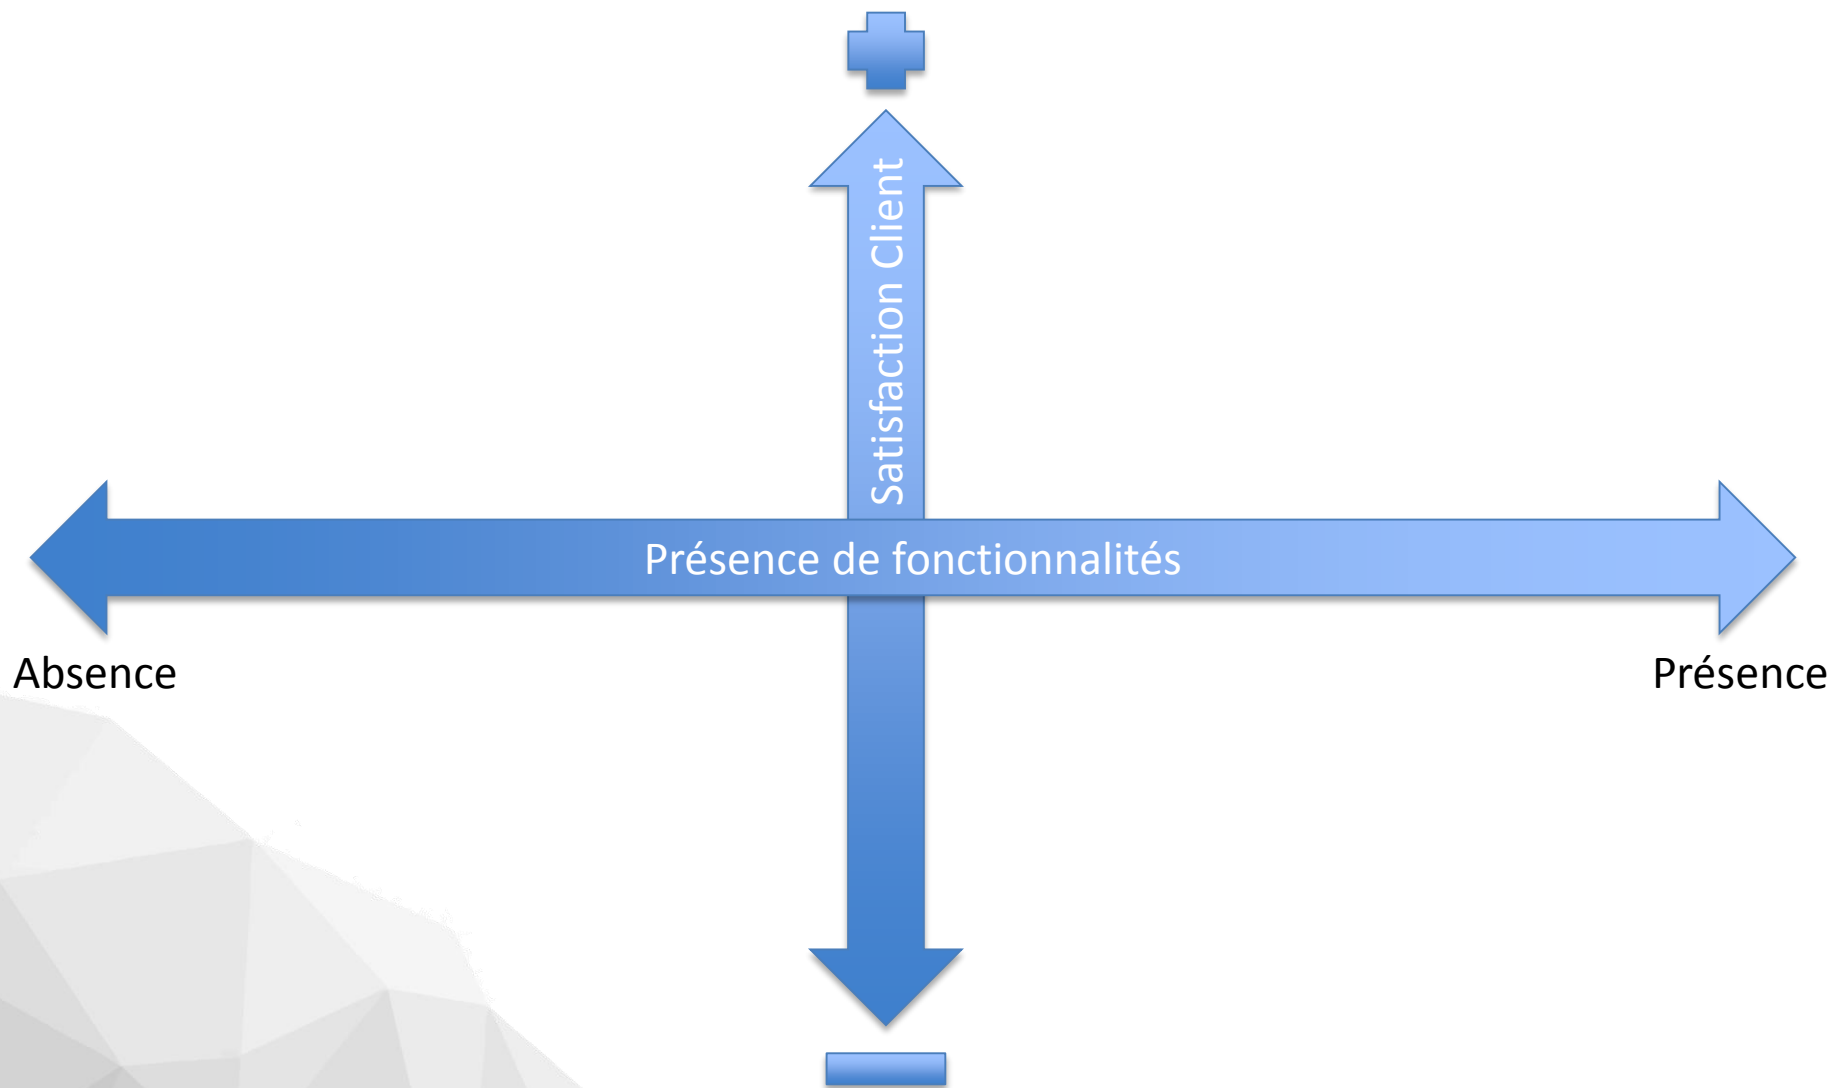 Satisfaction Client
Présence de fonctionnalités
Absence
Présence